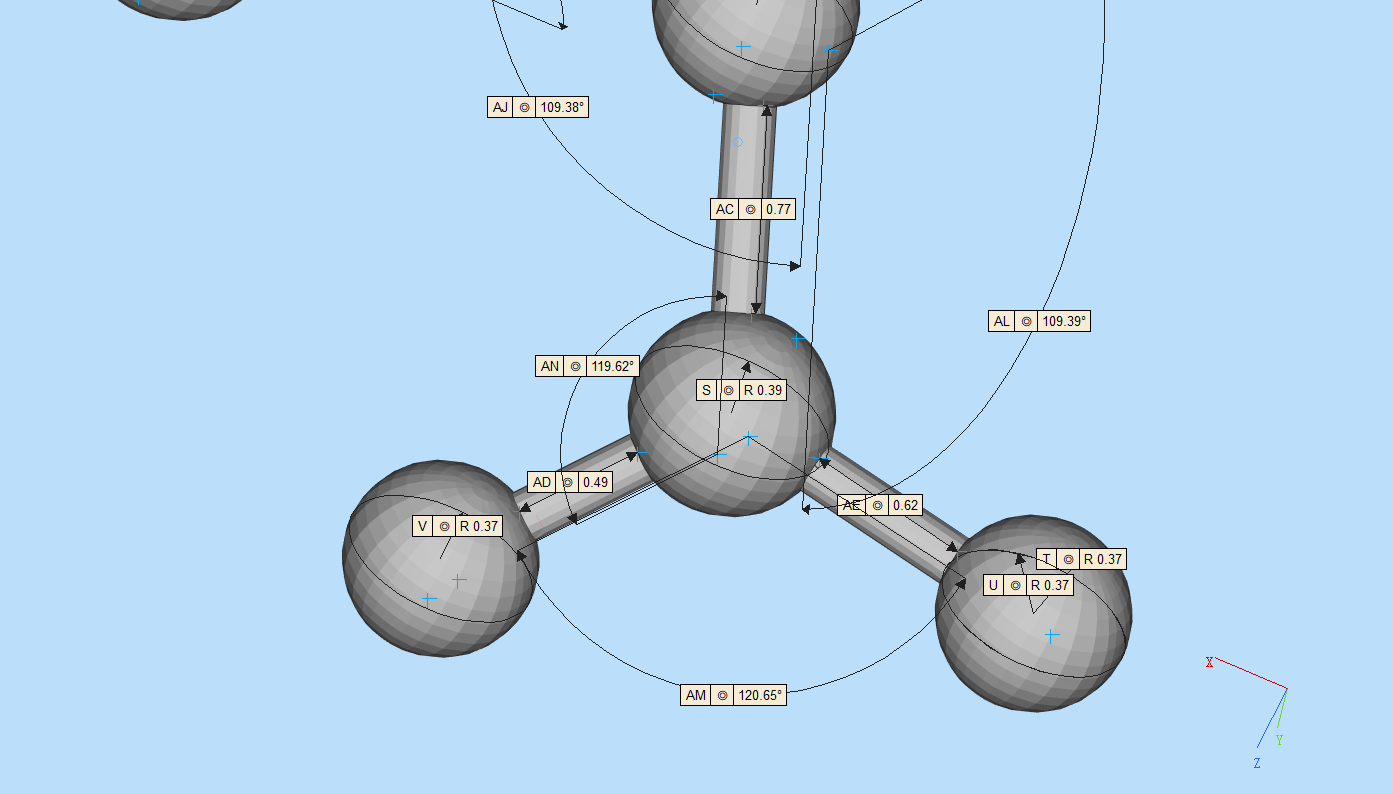 AJ ◎ 109.38°
AC ◎ 0.77
AL ◎ 109.39°
AN ◎ 119.62°
S ◎ R 0.39
AD ◎ 0.49
AE ◎ 0.62
V ◎ R 0.37
T ◎ R 0.37
U ◎ R 0.37
X
AM ◎ 120.65°
Y
Z